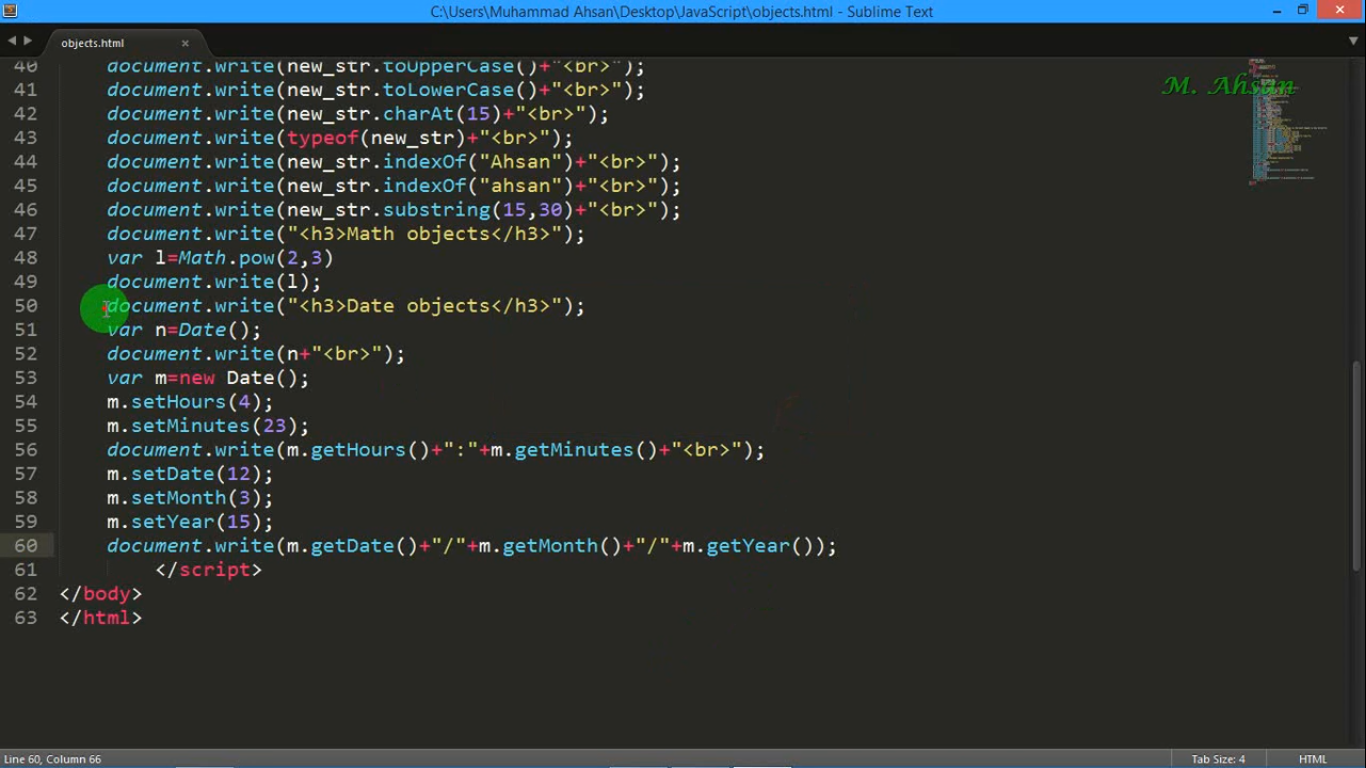 C:\Users\Muhammad Ahsan\Desktop\JavaScript\objects.html - Sublime Text
objects.html
M. Ahsan
40 document.write(new_str.toUpperCase()+"<br>");
41 document.write(new_str.toLowerCase()+"<br>");
42 document.write(new_str.charAt(15)+"<br>");
43 document.write(typeof(new_str)+"<br>");
44 document.write(new_str.indexOf("Ahsan")+"<br>");
45 document.write(new_str.indexOf("ahsan")+"<br>");
46 document.write(new_str.substring(15,30)+"<br>");
47 document.write("<h3>Math objects</h3>");
48 var l=Math.pow(2,3)
49 document.write(l);
50 document.write("<h3>Date objects</h3>");
51 var n=Date();
52 document.write(n+"<br>");
53 var m=new Date();
54 m.setHours(4);
55 m.setMinutes(23);
56 document.write(m.getHours()+":"+m.getMinutes()+"<br>");
57 m.setDate(12);
58 m.setMonth(3);
59 m.setYear(15);
60 document.write(m.getDate()+"/"+m.getMonth()+"/"+m.getYear());
61 </script>
62 </body>
63 </html>
Line 60, Column 66
Tab Size: 4
HTML